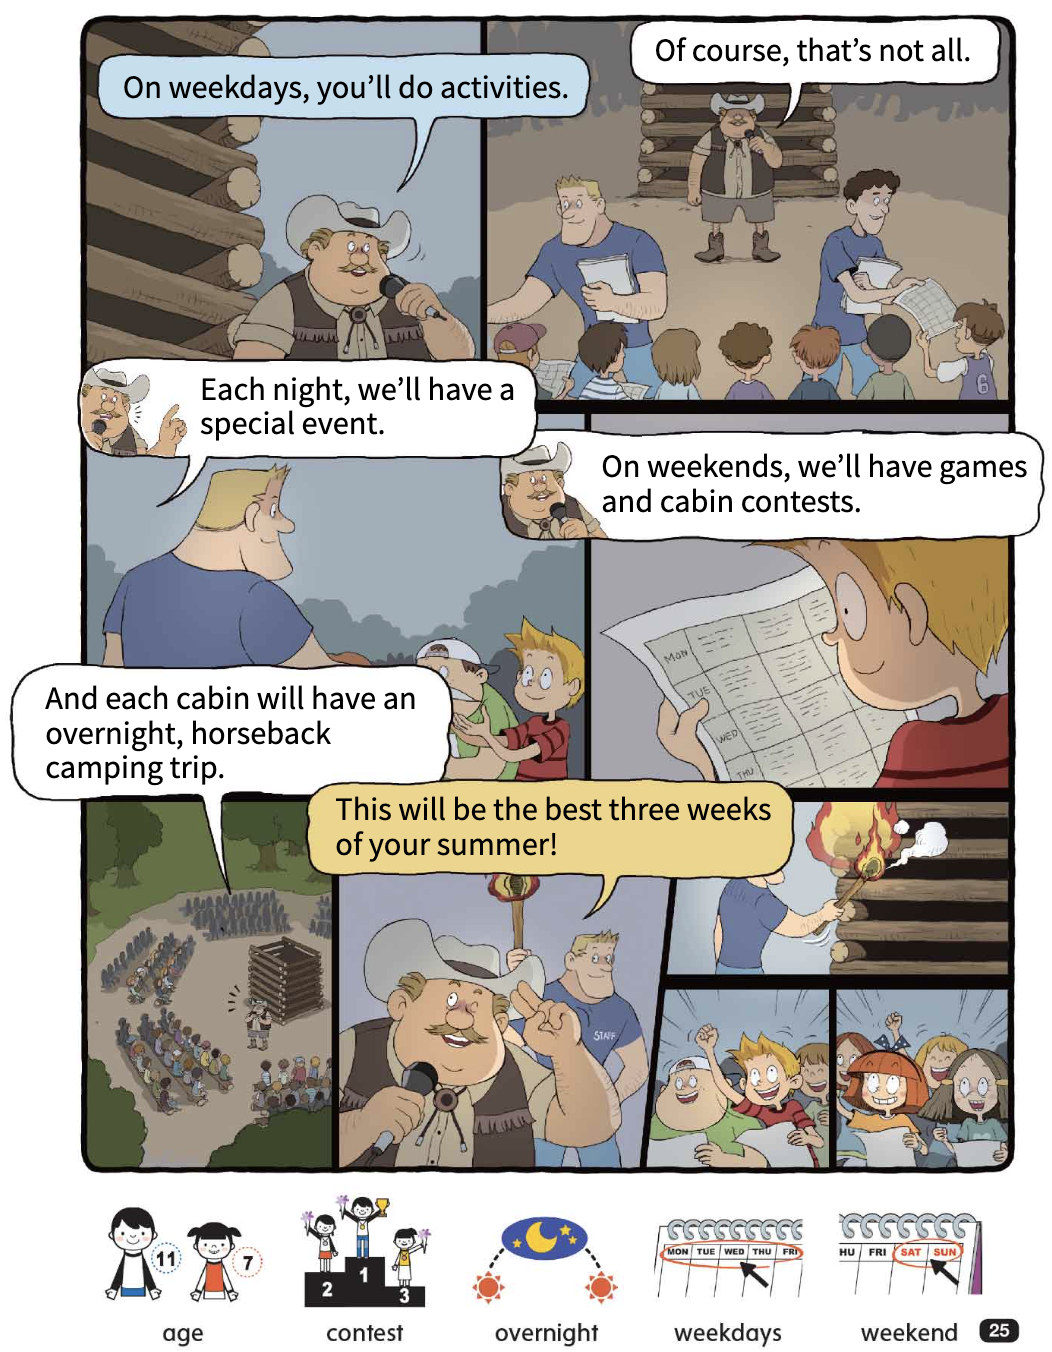 On weekdays, you’ll do activities.
Of course, that’s not all.
6
Each night, we’ll have a
special event.
On weekends, we’ll have games
and cabin contests.
MON
TUE
WED
THU
And each cabin will have an
overnight, horseback
camping trip.
This will be the best three weeks
of your summer!
STAFF
11
7
2
1
3
MON TUE WED THU FRI
HU FRI SAT SUN
age
contest
overnight
weekdays
weekend
25